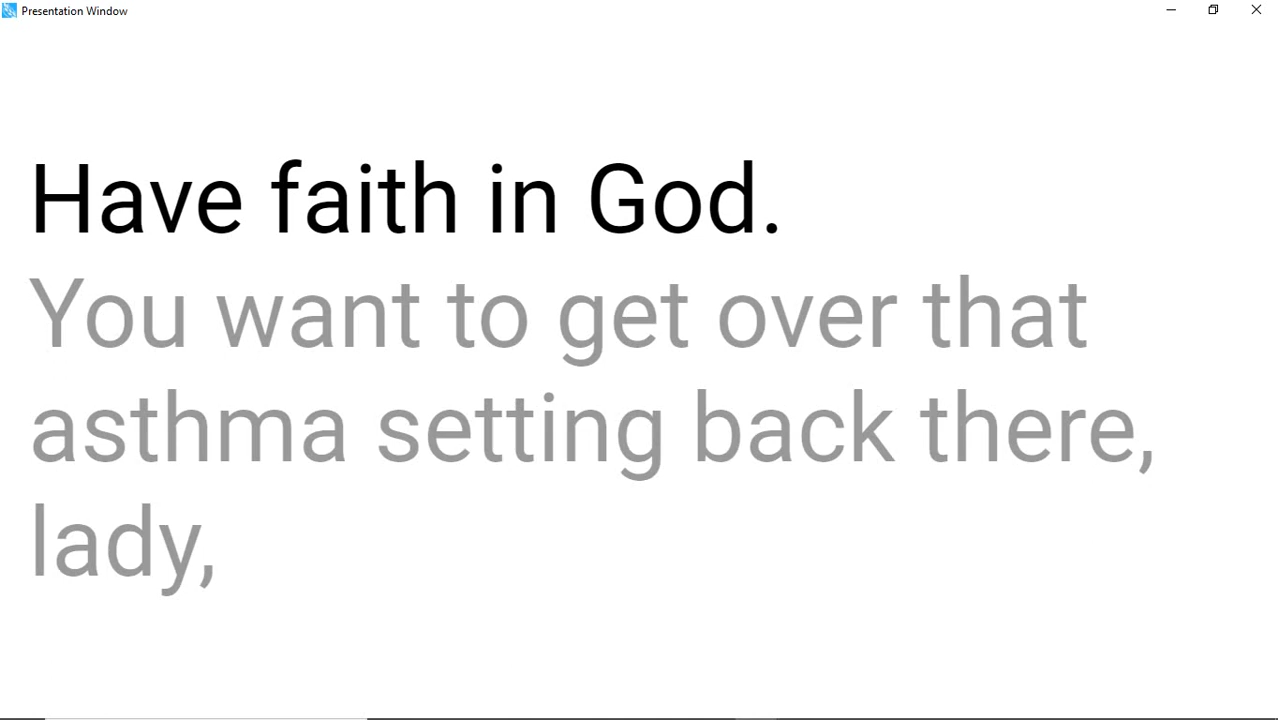 Presentation Window
Have faith in God.
You want to get over that
asthma setting back there,
lady,